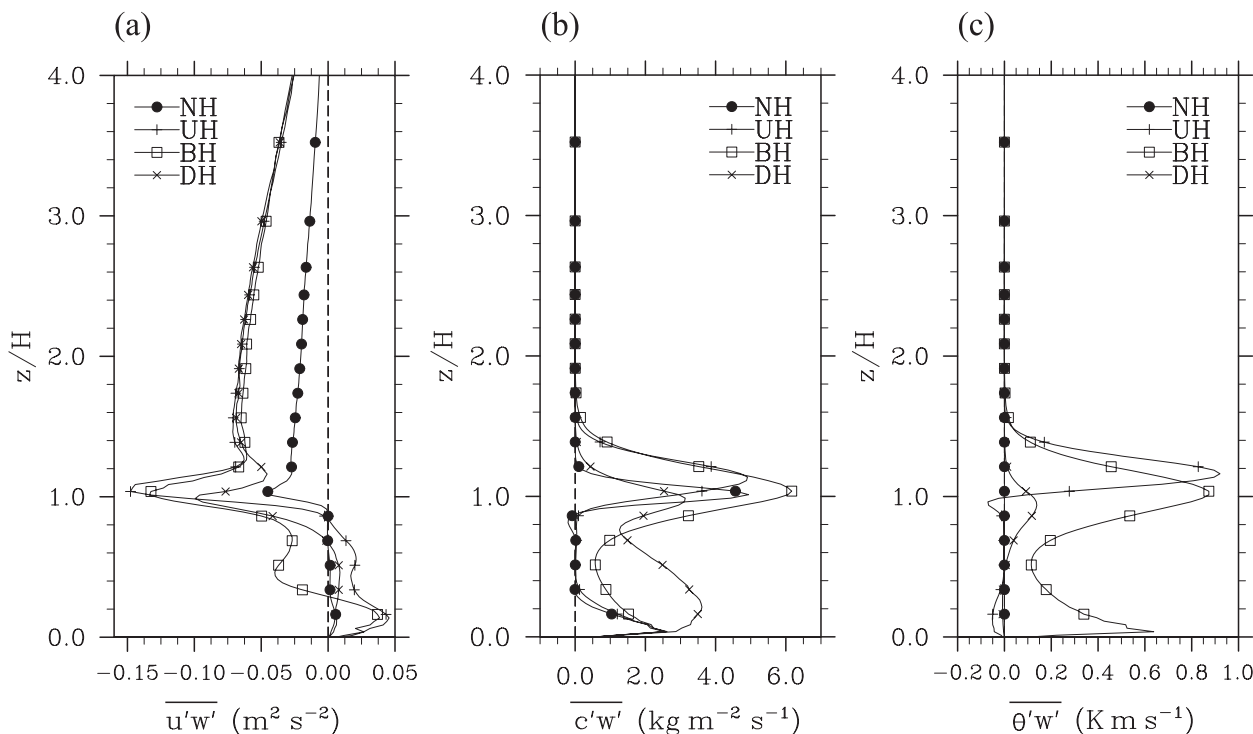 (a)
4.0
3.0
2.0
1.0
0.0
z/H
NH
UH
BH
DH
−0.15 −0.10 −0.05 0.00 0.05
u'w' (m² s⁻²)
(b)
4.0
3.0
2.0
1.0
0.0
z/H
NH
UH
BH
DH
0.0 2.0 4.0 6.0
c'w' (kg m⁻² s⁻¹)
(c)
4.0
3.0
2.0
1.0
0.0
z/H
NH
UH
BH
DH
−0.2 0.0 0.2 0.4 0.6 0.8 1.0
θ'w' (K m s⁻¹)